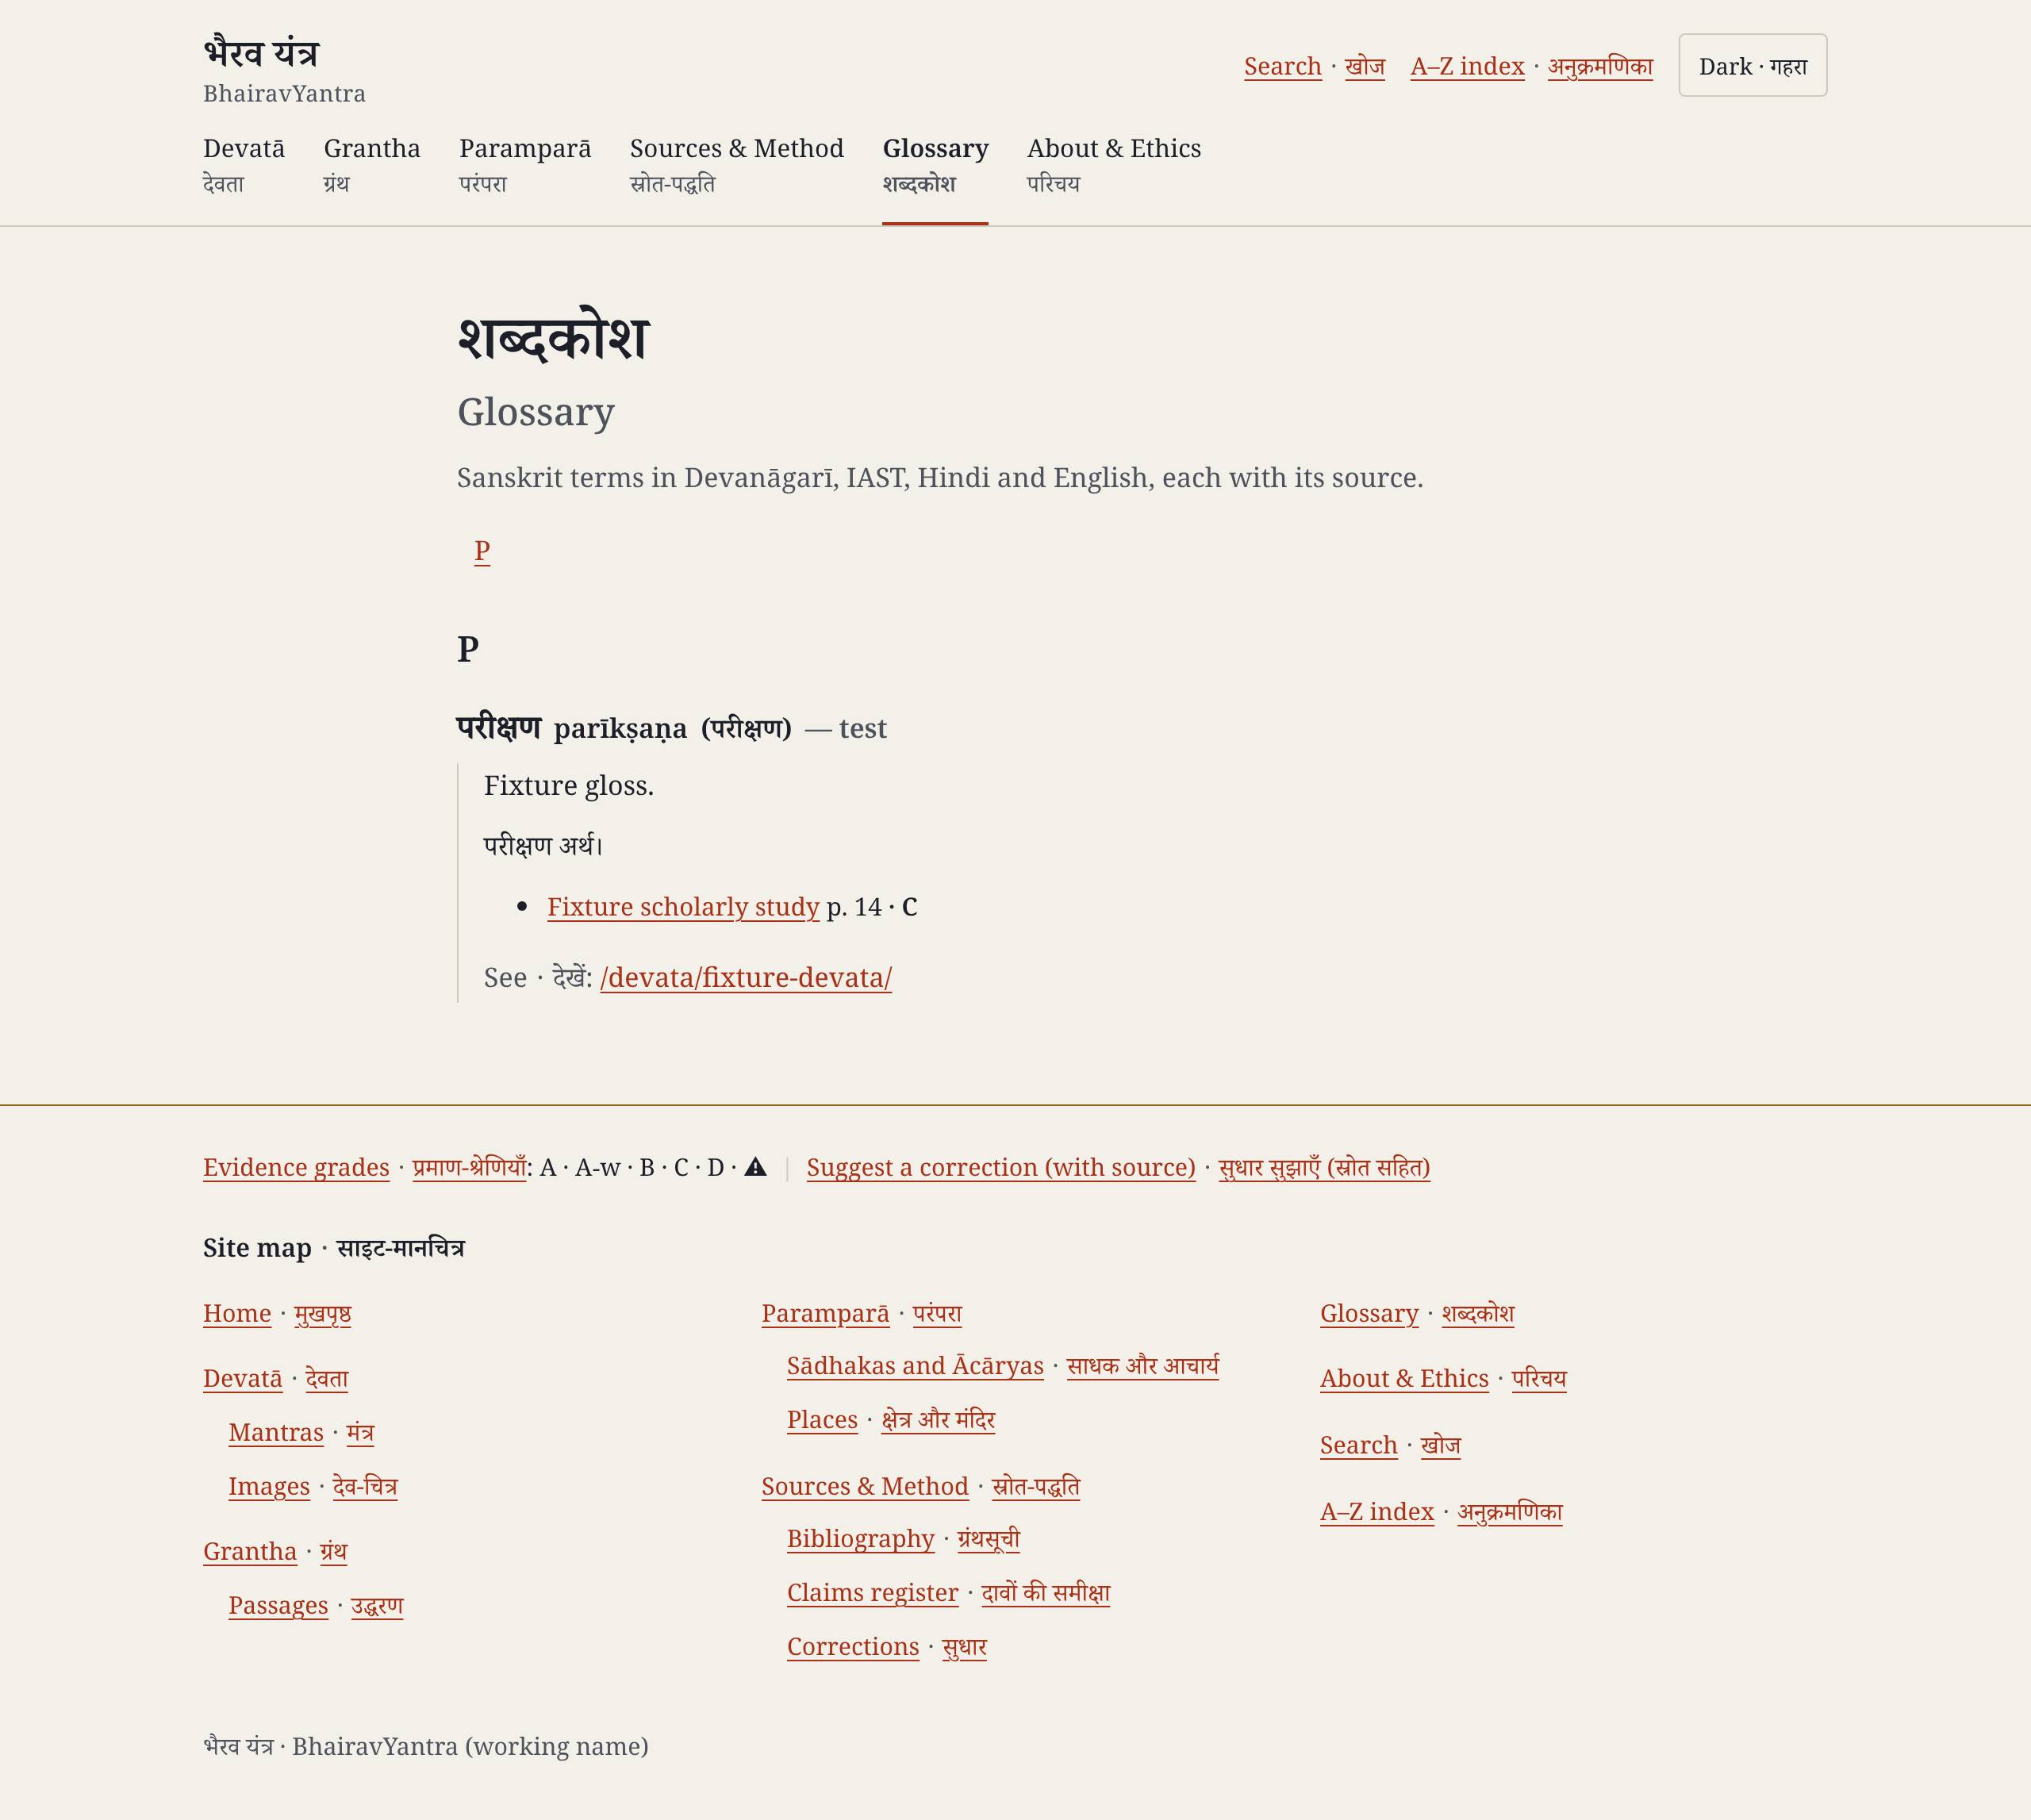 भैरव यंत्र
BhairavYantra
Search · खोज A–Z index · अनुक्रमणिका Dark · गहरा
Devatā Grantha Paramparā Sources & Method Glossary About & Ethics
देवता ग्रंथ परंपरा स्रोत-पद्धति शब्दकोश परिचय
शब्दकोश
Glossary
Sanskrit terms in Devanāgarī, IAST, Hindi and English, each with its source.
P
P
परीक्षण parīkṣaṇa (परीक्षण) — test
Fixture gloss.
परीक्षण अर्थ।
• Fixture scholarly study p. 14 · C
See · देखें: /devata/fixture-devata/
Evidence grades · प्रमाण-श्रेणियाँ: A · A-w · B · C · D · ⚠ | Suggest a correction (with source) · सुधार सुझाएँ (स्रोत सहित)
Site map · साइट-मानचित्र
Home · मुखपृष्ठ
Devatā · देवता
Mantras · मंत्र
Images · देव-चित्र
Grantha · ग्रंथ
Passages · उद्धरण
Paramparā · परंपरा
Sādhakas and Ācāryas · साधक और आचार्य
Places · क्षेत्र और मंदिर
Sources & Method · स्रोत-पद्धति
Bibliography · ग्रंथसूची
Claims register · दावों की समीक्षा
Corrections · सुधार
Glossary · शब्दकोश
About & Ethics · परिचय
Search · खोज
A–Z index · अनुक्रमणिका
भैरव यंत्र · BhairavYantra (working name)